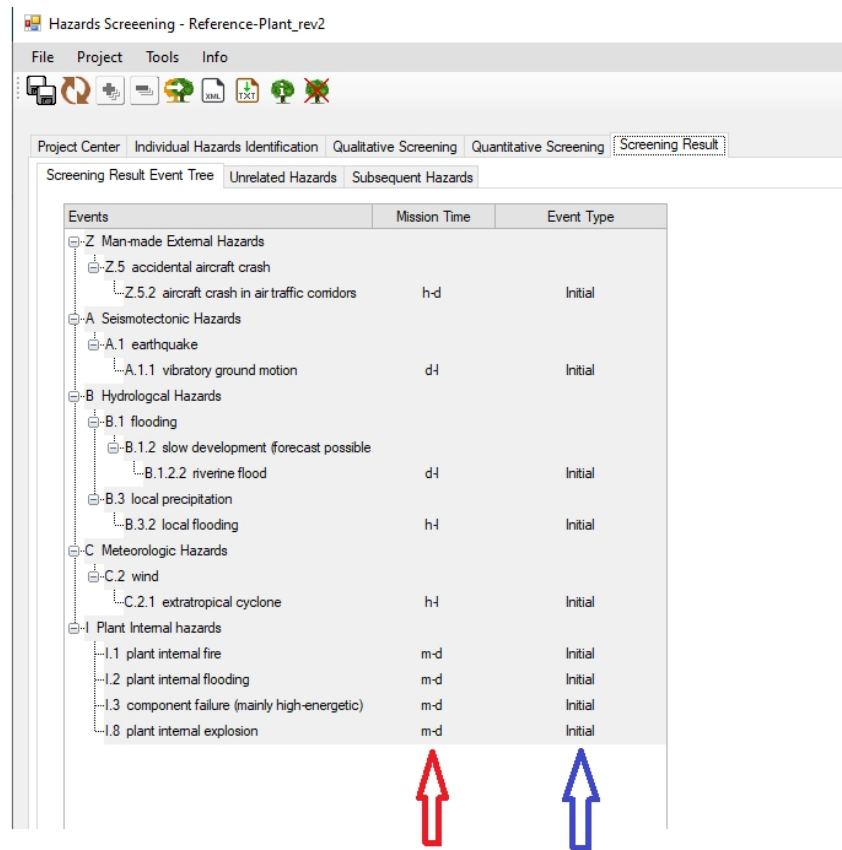 Hazards Screeening - Reference-Plant_rev2
File Project Tools Info
XML TXT
Project Center Individual Hazards Identification Qualitative Screening Quantitative Screening Screening Result
Screening Result Event Tree Unrelated Hazards Subsequent Hazards
Events Mission Time Event Type
Z Man-made External Hazards
Z.5 accidental aircraft crash
Z.5.2 aircraft crash in air traffic corridors h-d Initial
A Seismotectonic Hazards
A.1 earthquake
A.1.1 vibratory ground motion d-l Initial
B Hydrologcal Hazards
B.1 flooding
B.1.2 slow development (forecast possible
B.1.2.2 riverine flood d-l Initial
B.3 local precipitation
B.3.2 local flooding h-l Initial
C Meteorologic Hazards
C.2 wind
C.2.1 extratropical cyclone h-l Initial
I Plant Internal hazards
I.1 plant internal fire m-d Initial
I.2 plant internal flooding m-d Initial
I.3 component failure (mainly high-energetic) m-d Initial
I.8 plant internal explosion m-d Initial